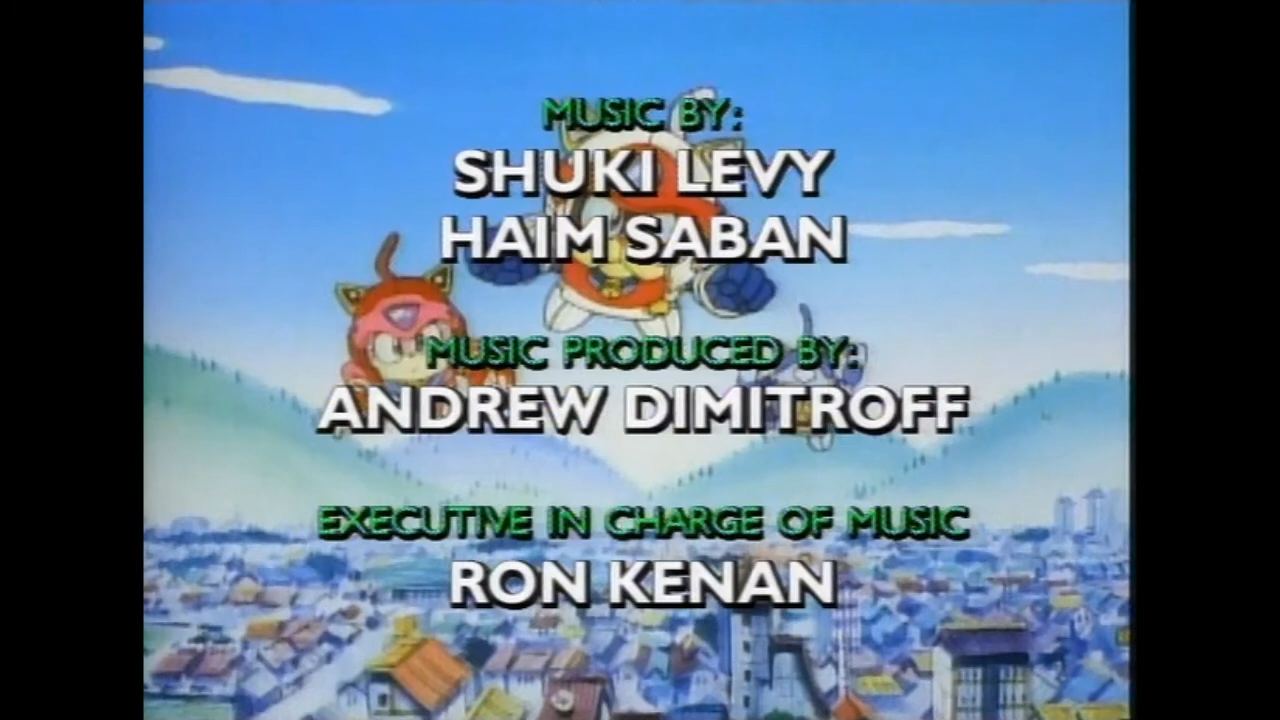 MUSIC BY:
SHUKI LEVY
HAIM SABAN
MUSIC PRODUCED BY:
ANDREW DIMITROFF
EXECUTIVE IN CHARGE OF MUSIC
RON KENAN